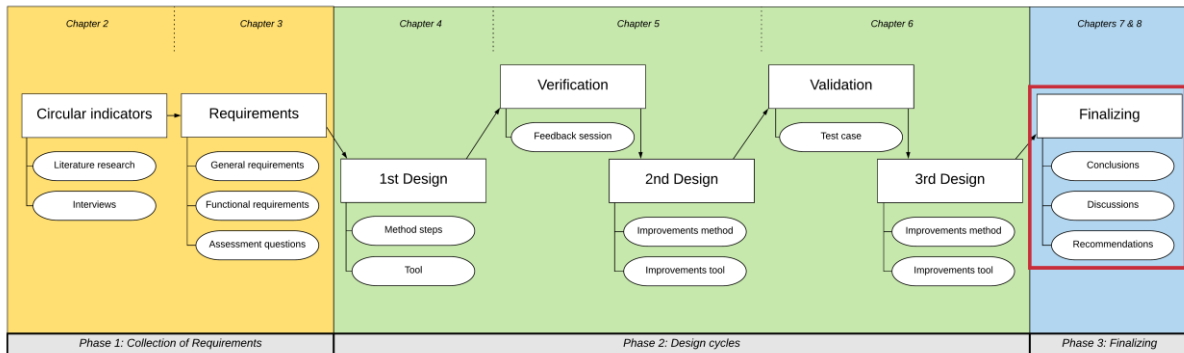 Chapter 2
Chapter 3
Chapter 4
Chapter 5
Chapter 6
Chapters 7 & 8
Circular indicators
Literature research
Interviews
Requirements
General requirements
Functional requirements
Assessment questions
1st Design
Method steps
Tool
Verification
Feedback session
2nd Design
Improvements method
Improvements tool
Validation
Test case
3rd Design
Improvements method
Improvements tool
Finalizing
Conclusions
Discussions
Recommendations
Phase 1: Collection of Requirements
Phase 2: Design cycles
Phase 3: Finalizing